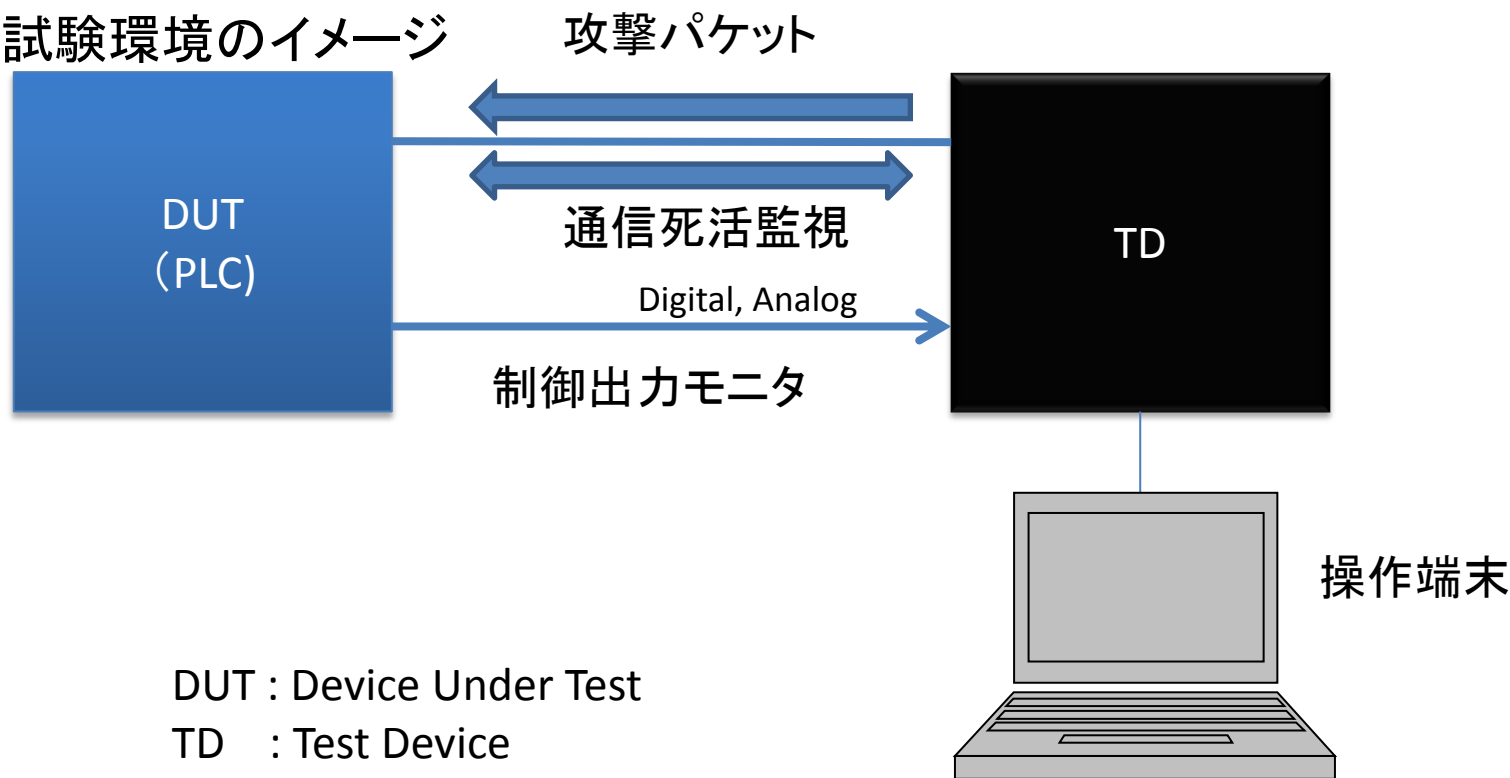 試験環境のイメージ
攻撃パケット
DUT
（PLC)
通信死活監視
TD
Digital, Analog
制御出力モニタ
操作端末
DUT : Device Under Test
TD : Test Device